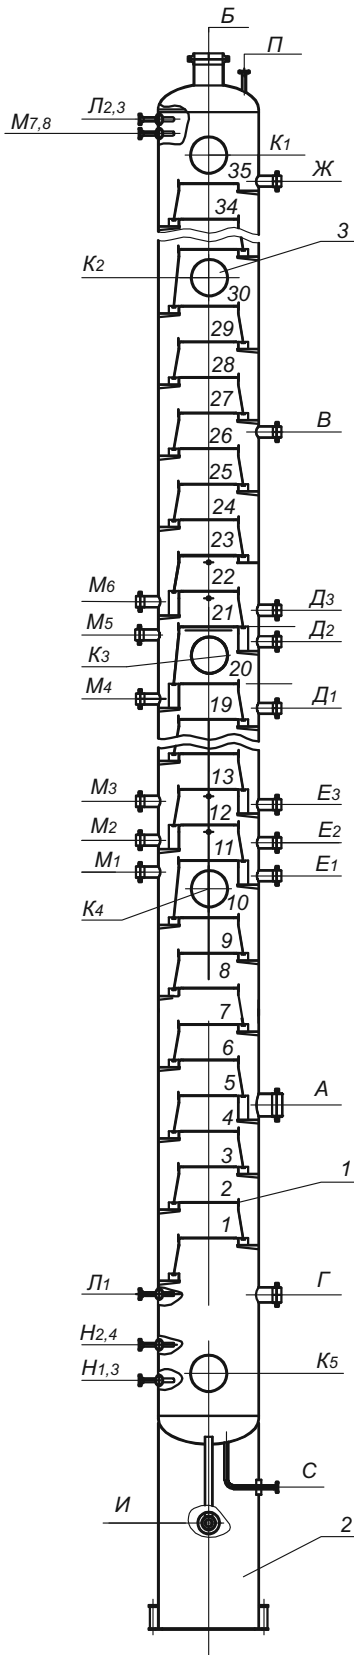 Б
П
Л2,3
М7,8
К1
35
Ж
34
3
К2
30
29
28
27
В
26
25
24
23
22
М6
Д3
21
М5
Д2
К3
20
М4
19
Д1
13
М3
Е3
12
М2
Е2
11
М1
Е1
К4
10
9
8
7
6
5
А
4
3
1
2
1
Л1
Г
Н2,4
Н1,3
К5
С
И
2